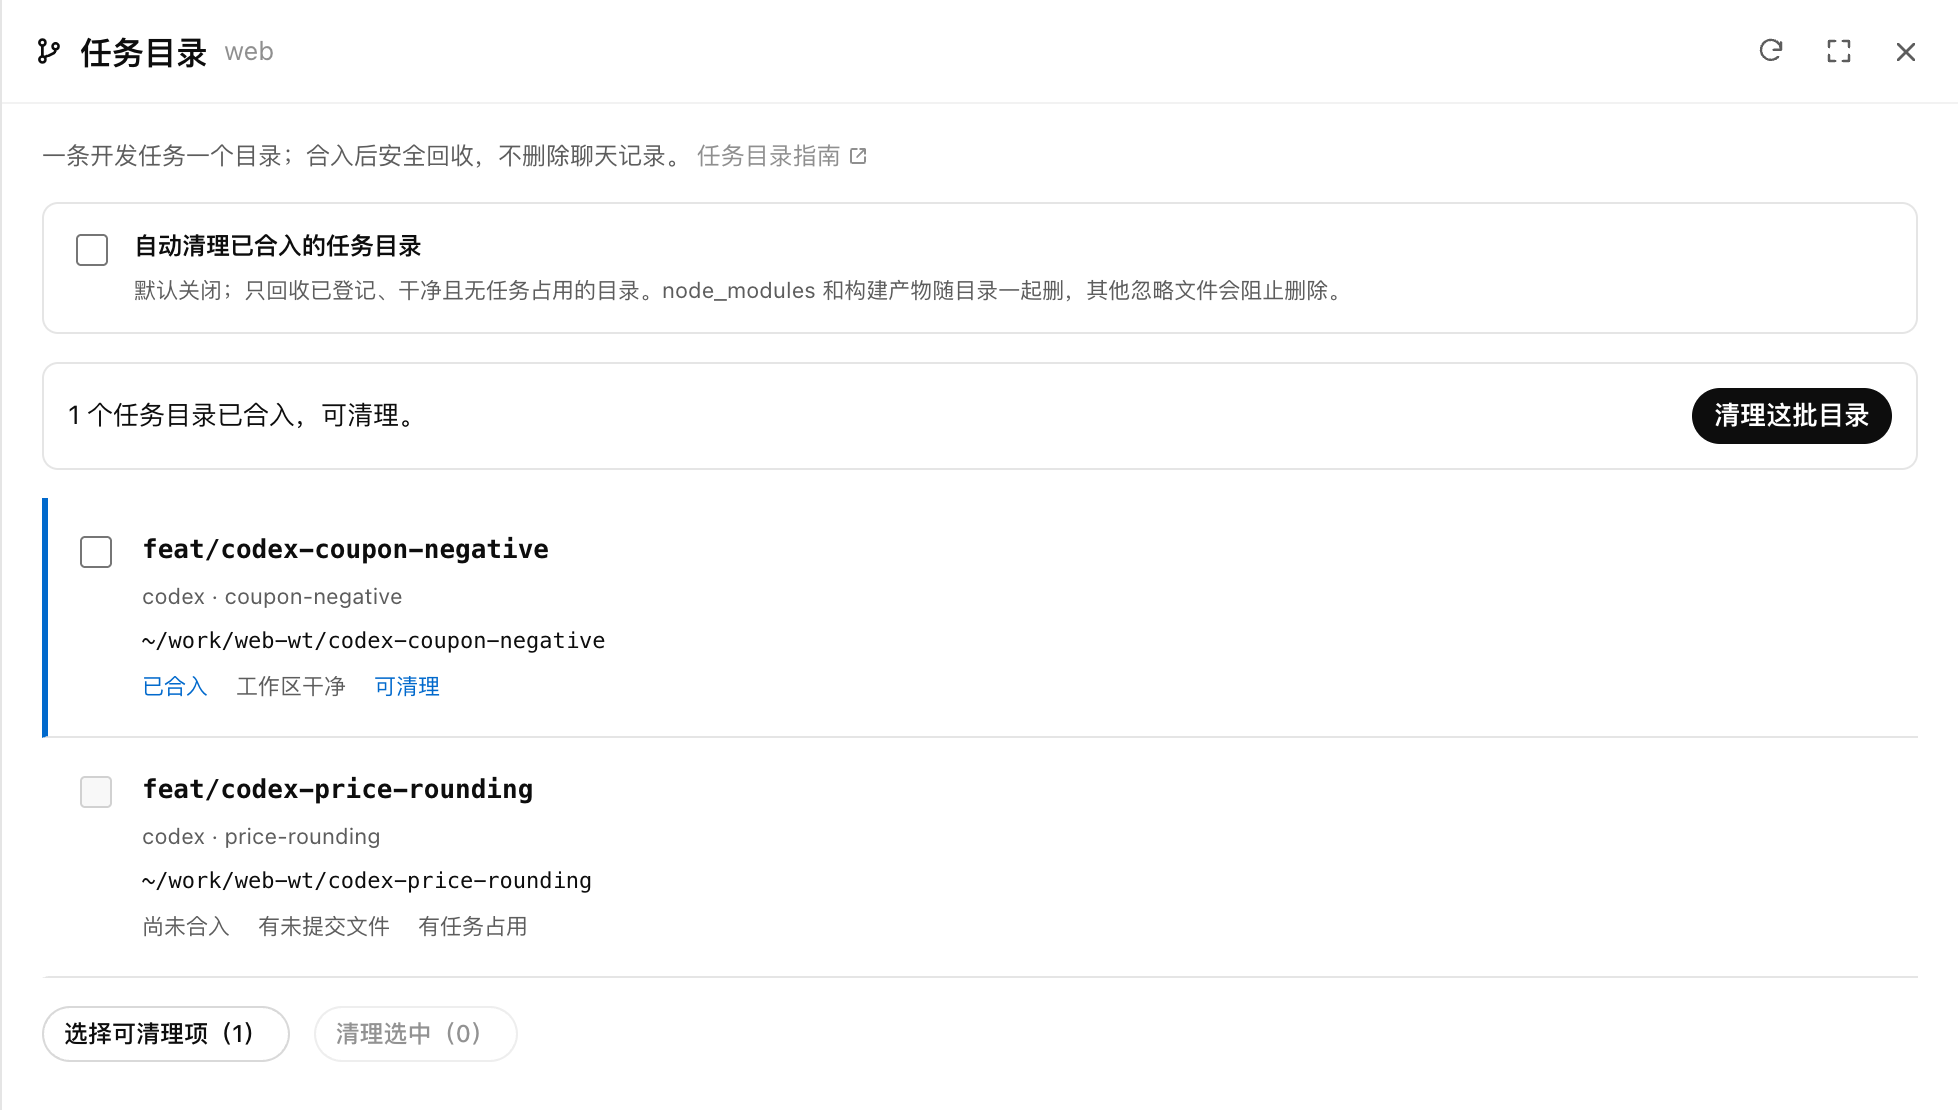 任务目录 web
一条开发任务一个目录；合入后安全回收，不删除聊天记录。 任务目录指南
自动清理已合入的任务目录
默认关闭；只回收已登记、干净且无任务占用的目录。node_modules 和构建产物随目录一起删，其他忽略文件会阻止删除。
1 个任务目录已合入，可清理。 清理这批目录
feat/codex-coupon-negative
codex · coupon-negative
~/work/web-wt/codex-coupon-negative
已合入 工作区干净 可清理
feat/codex-price-rounding
codex · price-rounding
~/work/web-wt/codex-price-rounding
尚未合入 有未提交文件 有任务占用
选择可清理项（1） 清理选中（0）